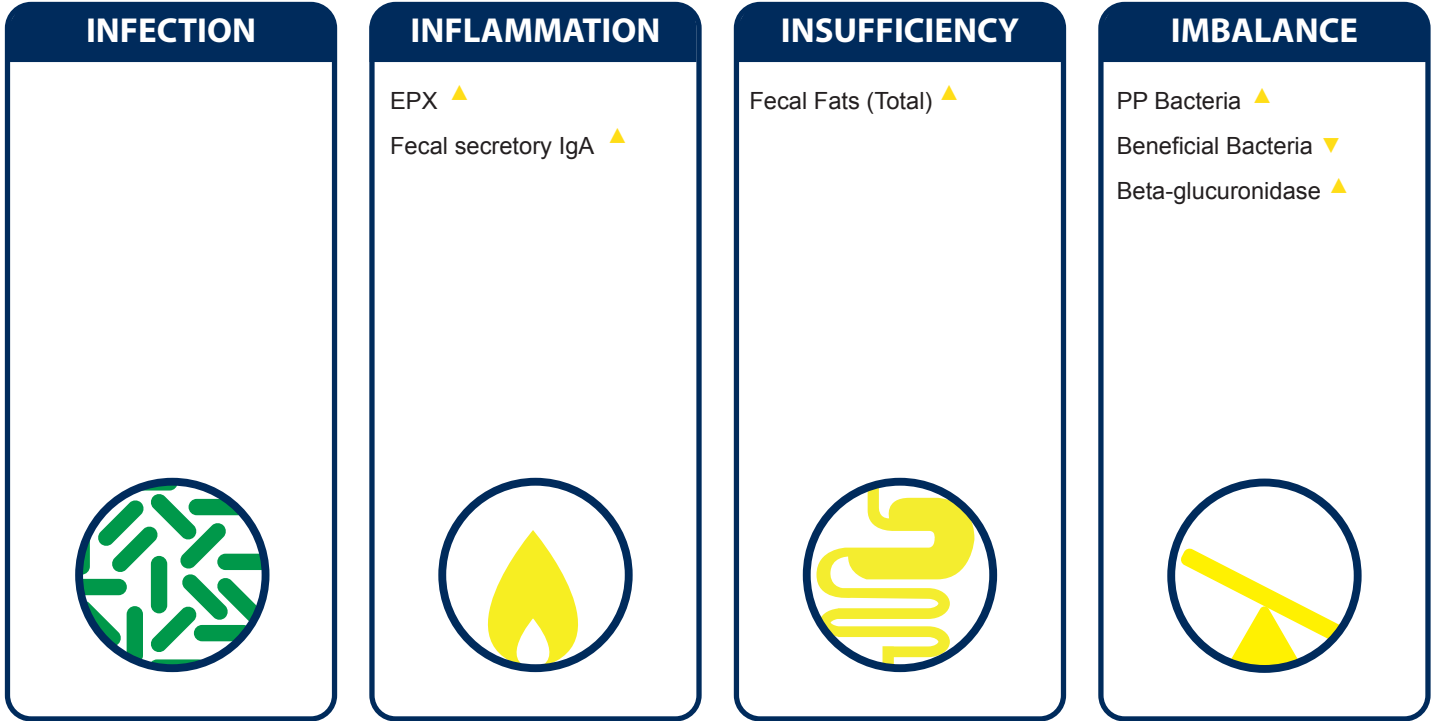 INFECTION
INFLAMMATION
EPX ▲
Fecal secretory IgA ▲
INSUFFICIENCY
Fecal Fats (Total) ▲
IMBALANCE
PP Bacteria ▲
Beneficial Bacteria ▼
Beta-glucuronidase ▲